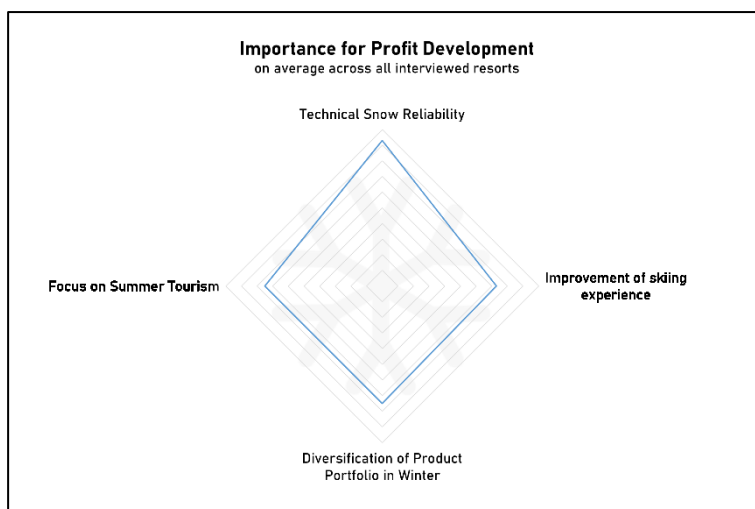 Importance for Profit Development
on average across all interviewed resorts
Technical Snow Reliability
Focus on Summer Tourism
Improvement of skiing
experience
Diversification of Product
Portfolio in Winter